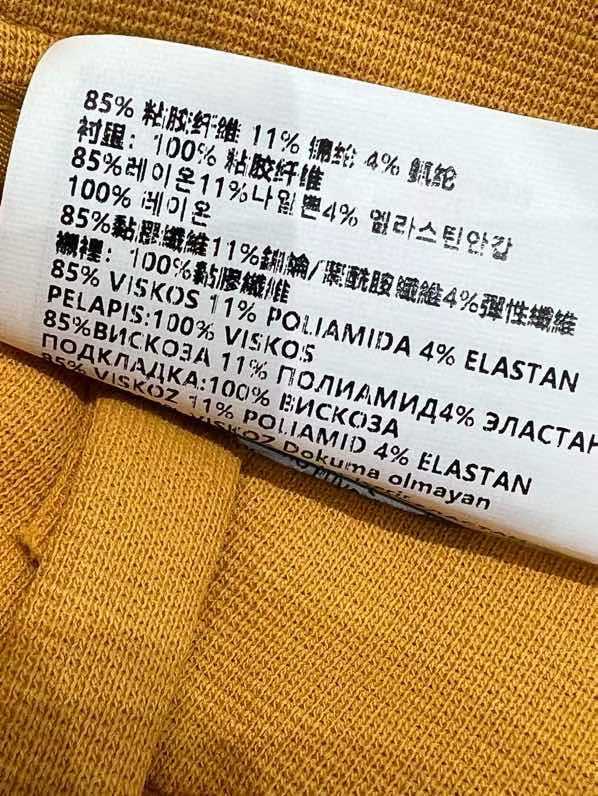 85% 粘胶纤维 11% 锦纶 4% 氨纶
衬里: 100% 粘胶纤维
85%레이온11%나일론4% 엘라스틴안감
100% 레이온
85%黏膠纖維11%錦綸/聚酰胺纖維4%彈性纖維
襯裡: 100%黏膠纖維
85% VISKOS 11% POLIAMIDA 4% ELASTAN
PELAPIS:100% VISKOS
85%ВИСКОЗА 11% ПОЛИАМИД4% ЭЛАСТАН
ПОДКЛАДКА:100% ВИСКОЗА
85% VISKOZ 11% POLIAMID 4% ELASTAN
VISKOZ Dokuma olmayan